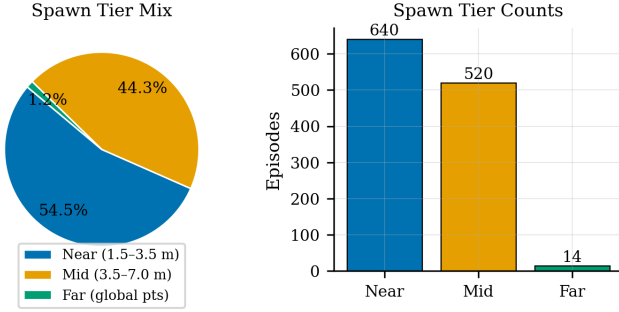 Spawn Tier Mix
44.3%
1.2%
54.5%
Near (1.5–3.5 m)
Mid (3.5–7.0 m)
Far (global pts)
Spawn Tier Counts
Episodes
600
500
400
300
200
100
0
640
520
14
Near
Mid
Far